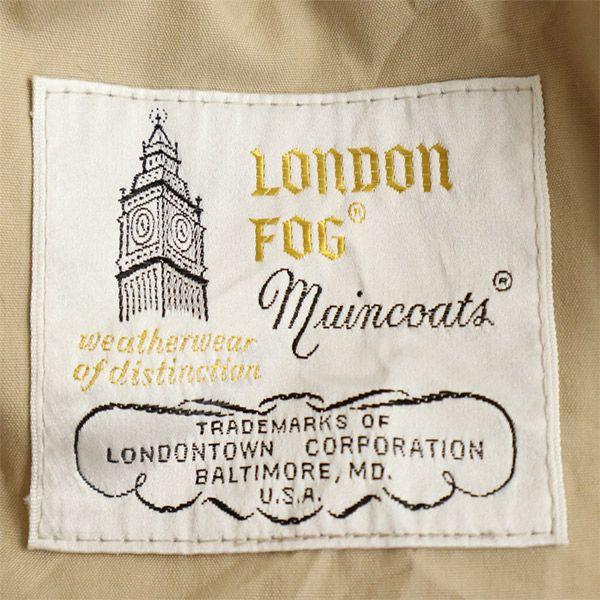 LONDON
FOG®
Maincoats®
weatherwear
of distinction
TRADEMARKS OF
LONDONTOWN CORPORATION
BALTIMORE, MD.
U.S.A.